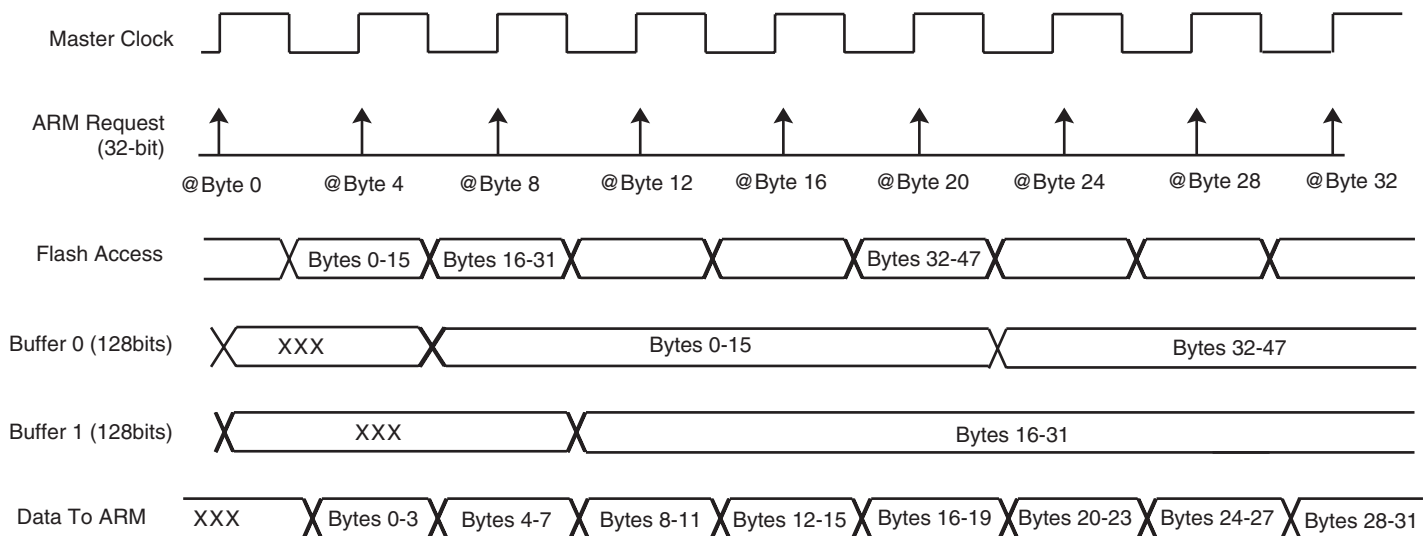 Master Clock
ARM Request
(32-bit)
@Byte 0 @Byte 4 @Byte 8 @Byte 12 @Byte 16 @Byte 20 @Byte 24 @Byte 28 @Byte 32
Flash Access Bytes 0-15 Bytes 16-31 Bytes 32-47
Buffer 0 (128bits) XXX Bytes 0-15 Bytes 32-47
Buffer 1 (128bits) XXX Bytes 16-31
Data To ARM XXX Bytes 0-3 Bytes 4-7 Bytes 8-11 Bytes 12-15 Bytes 16-19 Bytes 20-23 Bytes 24-27 Bytes 28-31